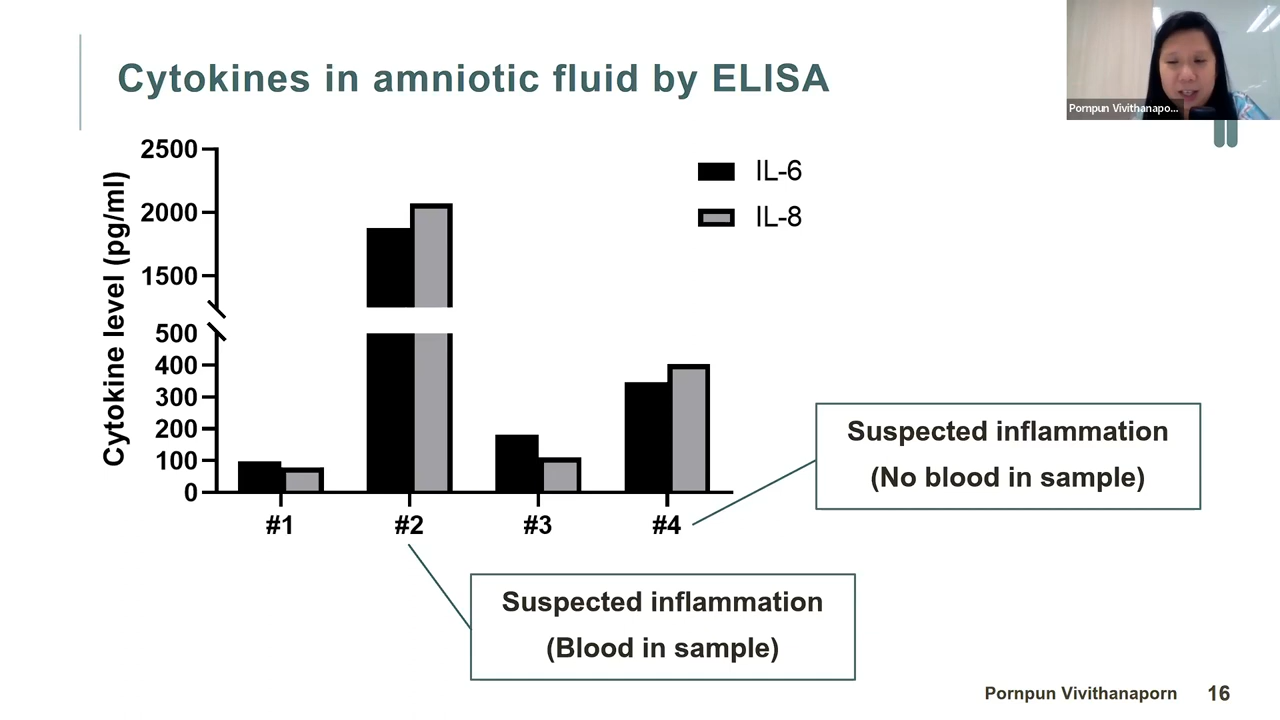 Cytokines in amniotic fluid by ELISA
Pornpun Vivithanapo...
Cytokine level (pg/ml)
2500
2000
1500
500
400
300
200
100
0
IL-6
IL-8
#1 #2 #3 #4
Suspected inflammation
(No blood in sample)
Suspected inflammation
(Blood in sample)
Pornpun Vivithanaporn 16